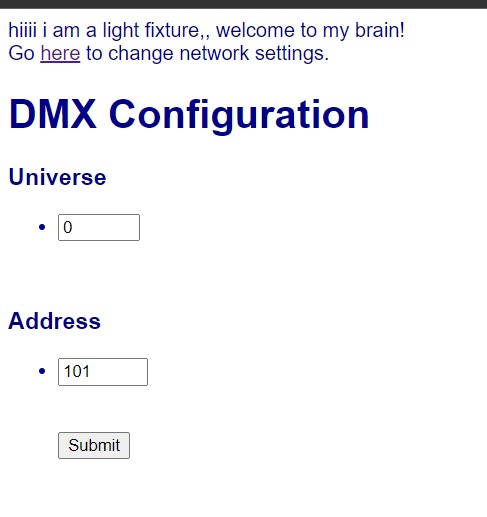 hiiii i am a light fixture,, welcome to my brain!
Go here to change network settings.
DMX Configuration
Universe
0
Address
101
Submit